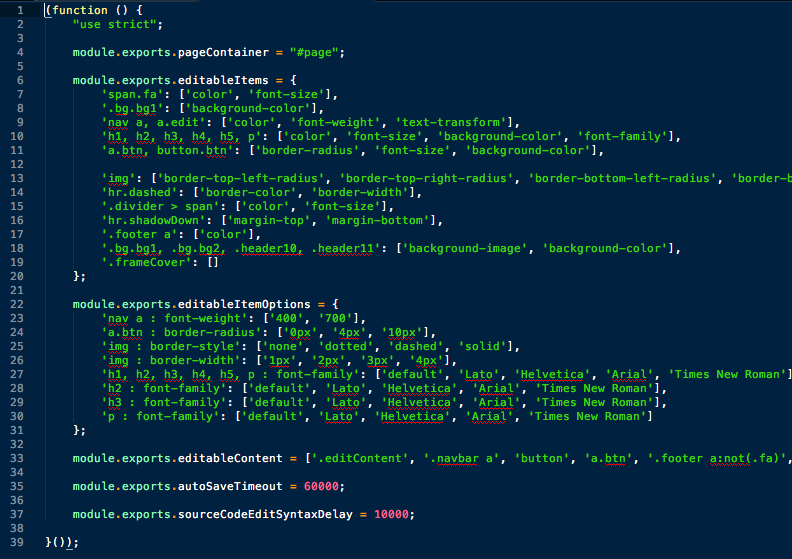 1 (function () {
2 "use strict";
3
4 module.exports.pageContainer = "#page";
5
6 module.exports.editableItems = {
7 'span.fa': ['color', 'font-size'],
8 '.bg.bg1': ['background-color'],
9 'nav a, a.edit': ['color', 'font-weight', 'text-transform'],
10 'h1, h2, h3, h4, h5, p': ['color', 'font-size', 'background-color', 'font-family'],
11 'a.btn, button.btn': ['border-radius', 'font-size', 'background-color'],
12
13 'img': ['border-top-left-radius', 'border-top-right-radius', 'border-bottom-left-radius', 'border-b
14 'hr.dashed': ['border-color', 'border-width'],
15 '.divider > span': ['color', 'font-size'],
16 'hr.shadowDown': ['margin-top', 'margin-bottom'],
17 '.footer a': ['color'],
18 '.bg.bg1, .bg.bg2, .header10, .header11': ['background-image', 'background-color'],
19 '.frameCover': []
20 };
21
22 module.exports.editableItemOptions = {
23 'nav a : font-weight': ['400', '700'],
24 'a.btn : border-radius': ['0px', '4px', '10px'],
25 'img : border-style': ['none', 'dotted', 'dashed', 'solid'],
26 'img : border-width': ['1px', '2px', '3px', '4px'],
27 'h1, h2, h3, h4, h5, p : font-family': ['default', 'Lato', 'Helvetica', 'Arial', 'Times New Roman']
28 'h2 : font-family': ['default', 'Lato', 'Helvetica', 'Arial', 'Times New Roman'],
29 'h3 : font-family': ['default', 'Lato', 'Helvetica', 'Arial', 'Times New Roman'],
30 'p : font-family': ['default', 'Lato', 'Helvetica', 'Arial', 'Times New Roman']
31 };
32
33 module.exports.editableContent = ['.editContent', '.navbar a', 'button', 'a.btn', '.footer a:not(.fa)',
34
35 module.exports.autoSaveTimeout = 60000;
36
37 module.exports.sourceCodeEditSyntaxDelay = 10000;
38
39 }());